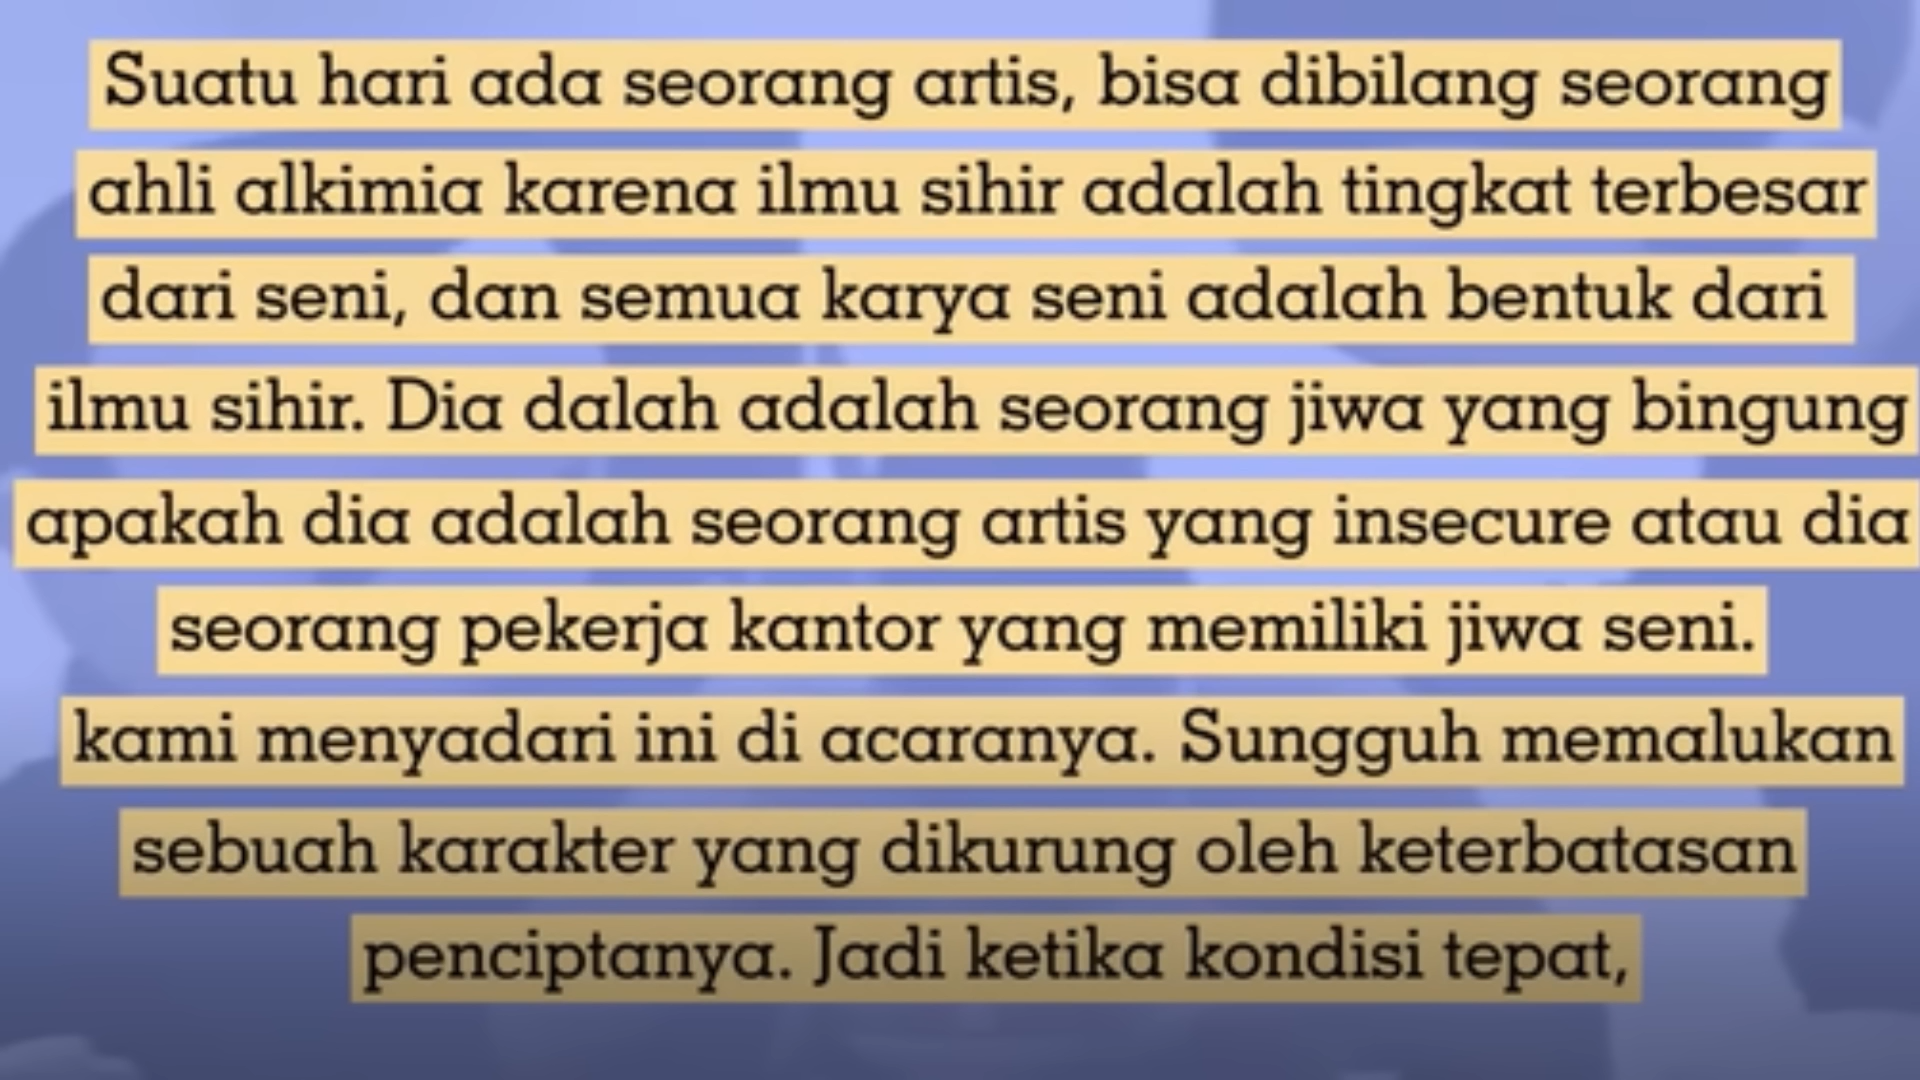 Suatu hari ada seorang artis, bisa dibilang seorang
ahli alkimia karena ilmu sihir adalah tingkat terbesar
dari seni, dan semua karya seni adalah bentuk dari
ilmu sihir. Dia dalah adalah seorang jiwa yang bingung
apakah dia adalah seorang artis yang insecure atau dia
seorang pekerja kantor yang memiliki jiwa seni.
kami menyadari ini di acaranya. Sungguh memalukan
sebuah karakter yang dikurung oleh keterbatasan
penciptanya. Jadi ketika kondisi tepat,